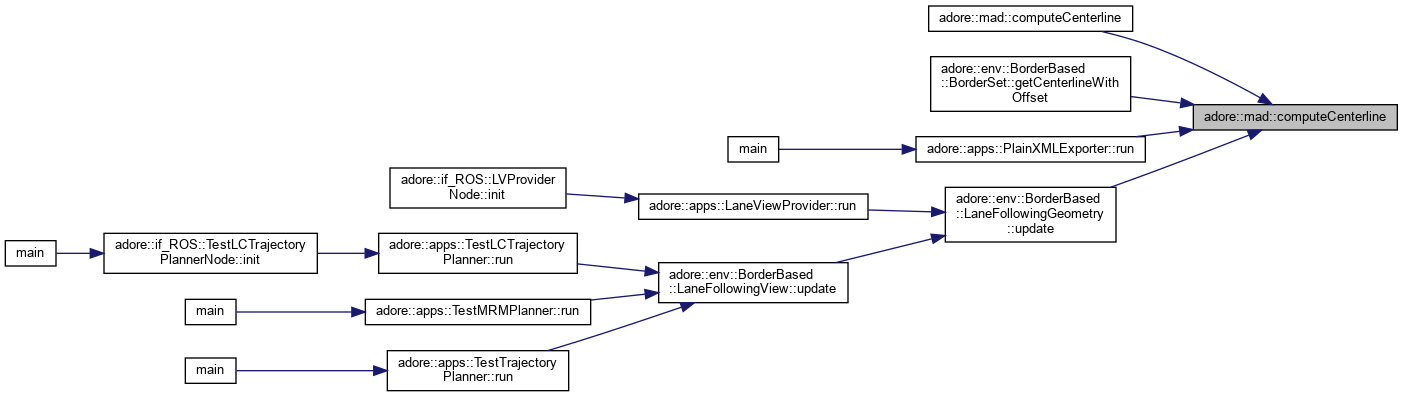 adore::mad::computeCenterline
adore::env::BorderBased
::BorderSet::getCenterlineWith
Offset
adore::mad::computeCenterline
main
adore::apps::PlainXMLExporter::run
adore::if_ROS::LVProvider
Node::init
adore::apps::LaneViewProvider::run
adore::env::BorderBased
::LaneFollowingGeometry
::update
main
adore::if_ROS::TestLCTrajectory
PlannerNode::init
adore::apps::TestLCTrajectory
Planner::run
adore::env::BorderBased
::LaneFollowingView::update
main
adore::apps::TestMRMPlanner::run
main
adore::apps::TestTrajectory
Planner::run